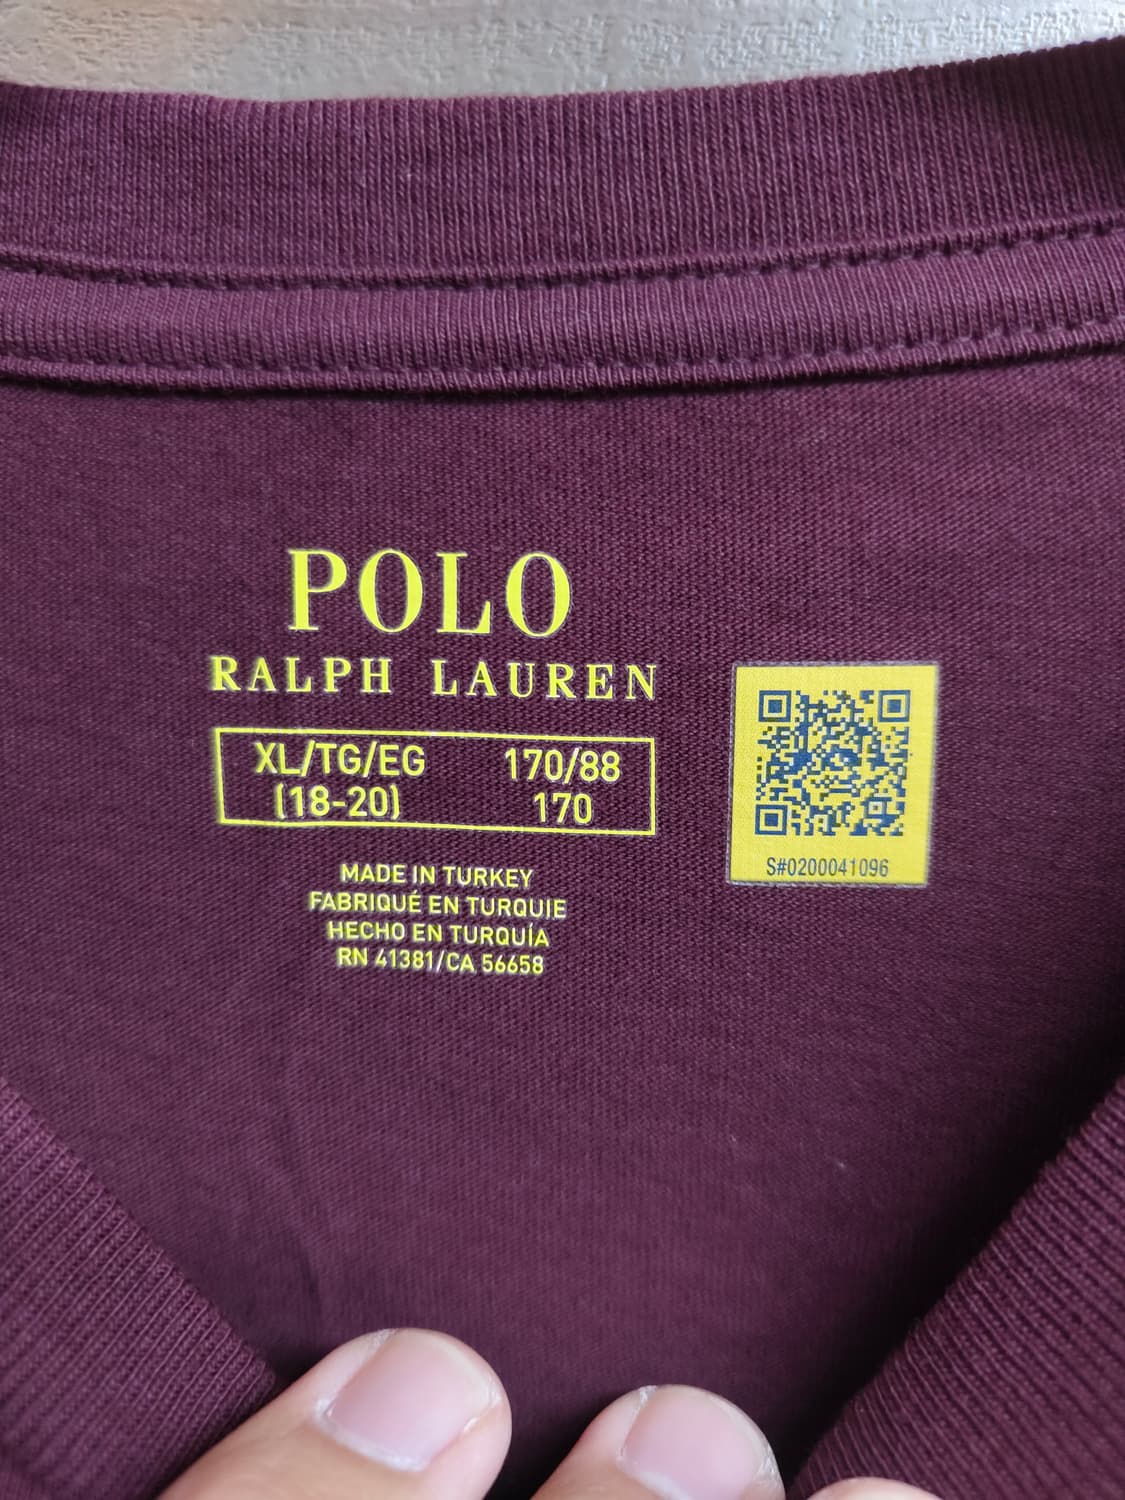 POLO
RALPH LAUREN
XL/TG/EG 170/88
(18-20) 170
MADE IN TURKEY
FABRIQUÉ EN TURQUIE
HECHO EN TURQUÍA
RN 41381/CA 56658
S#0200041096